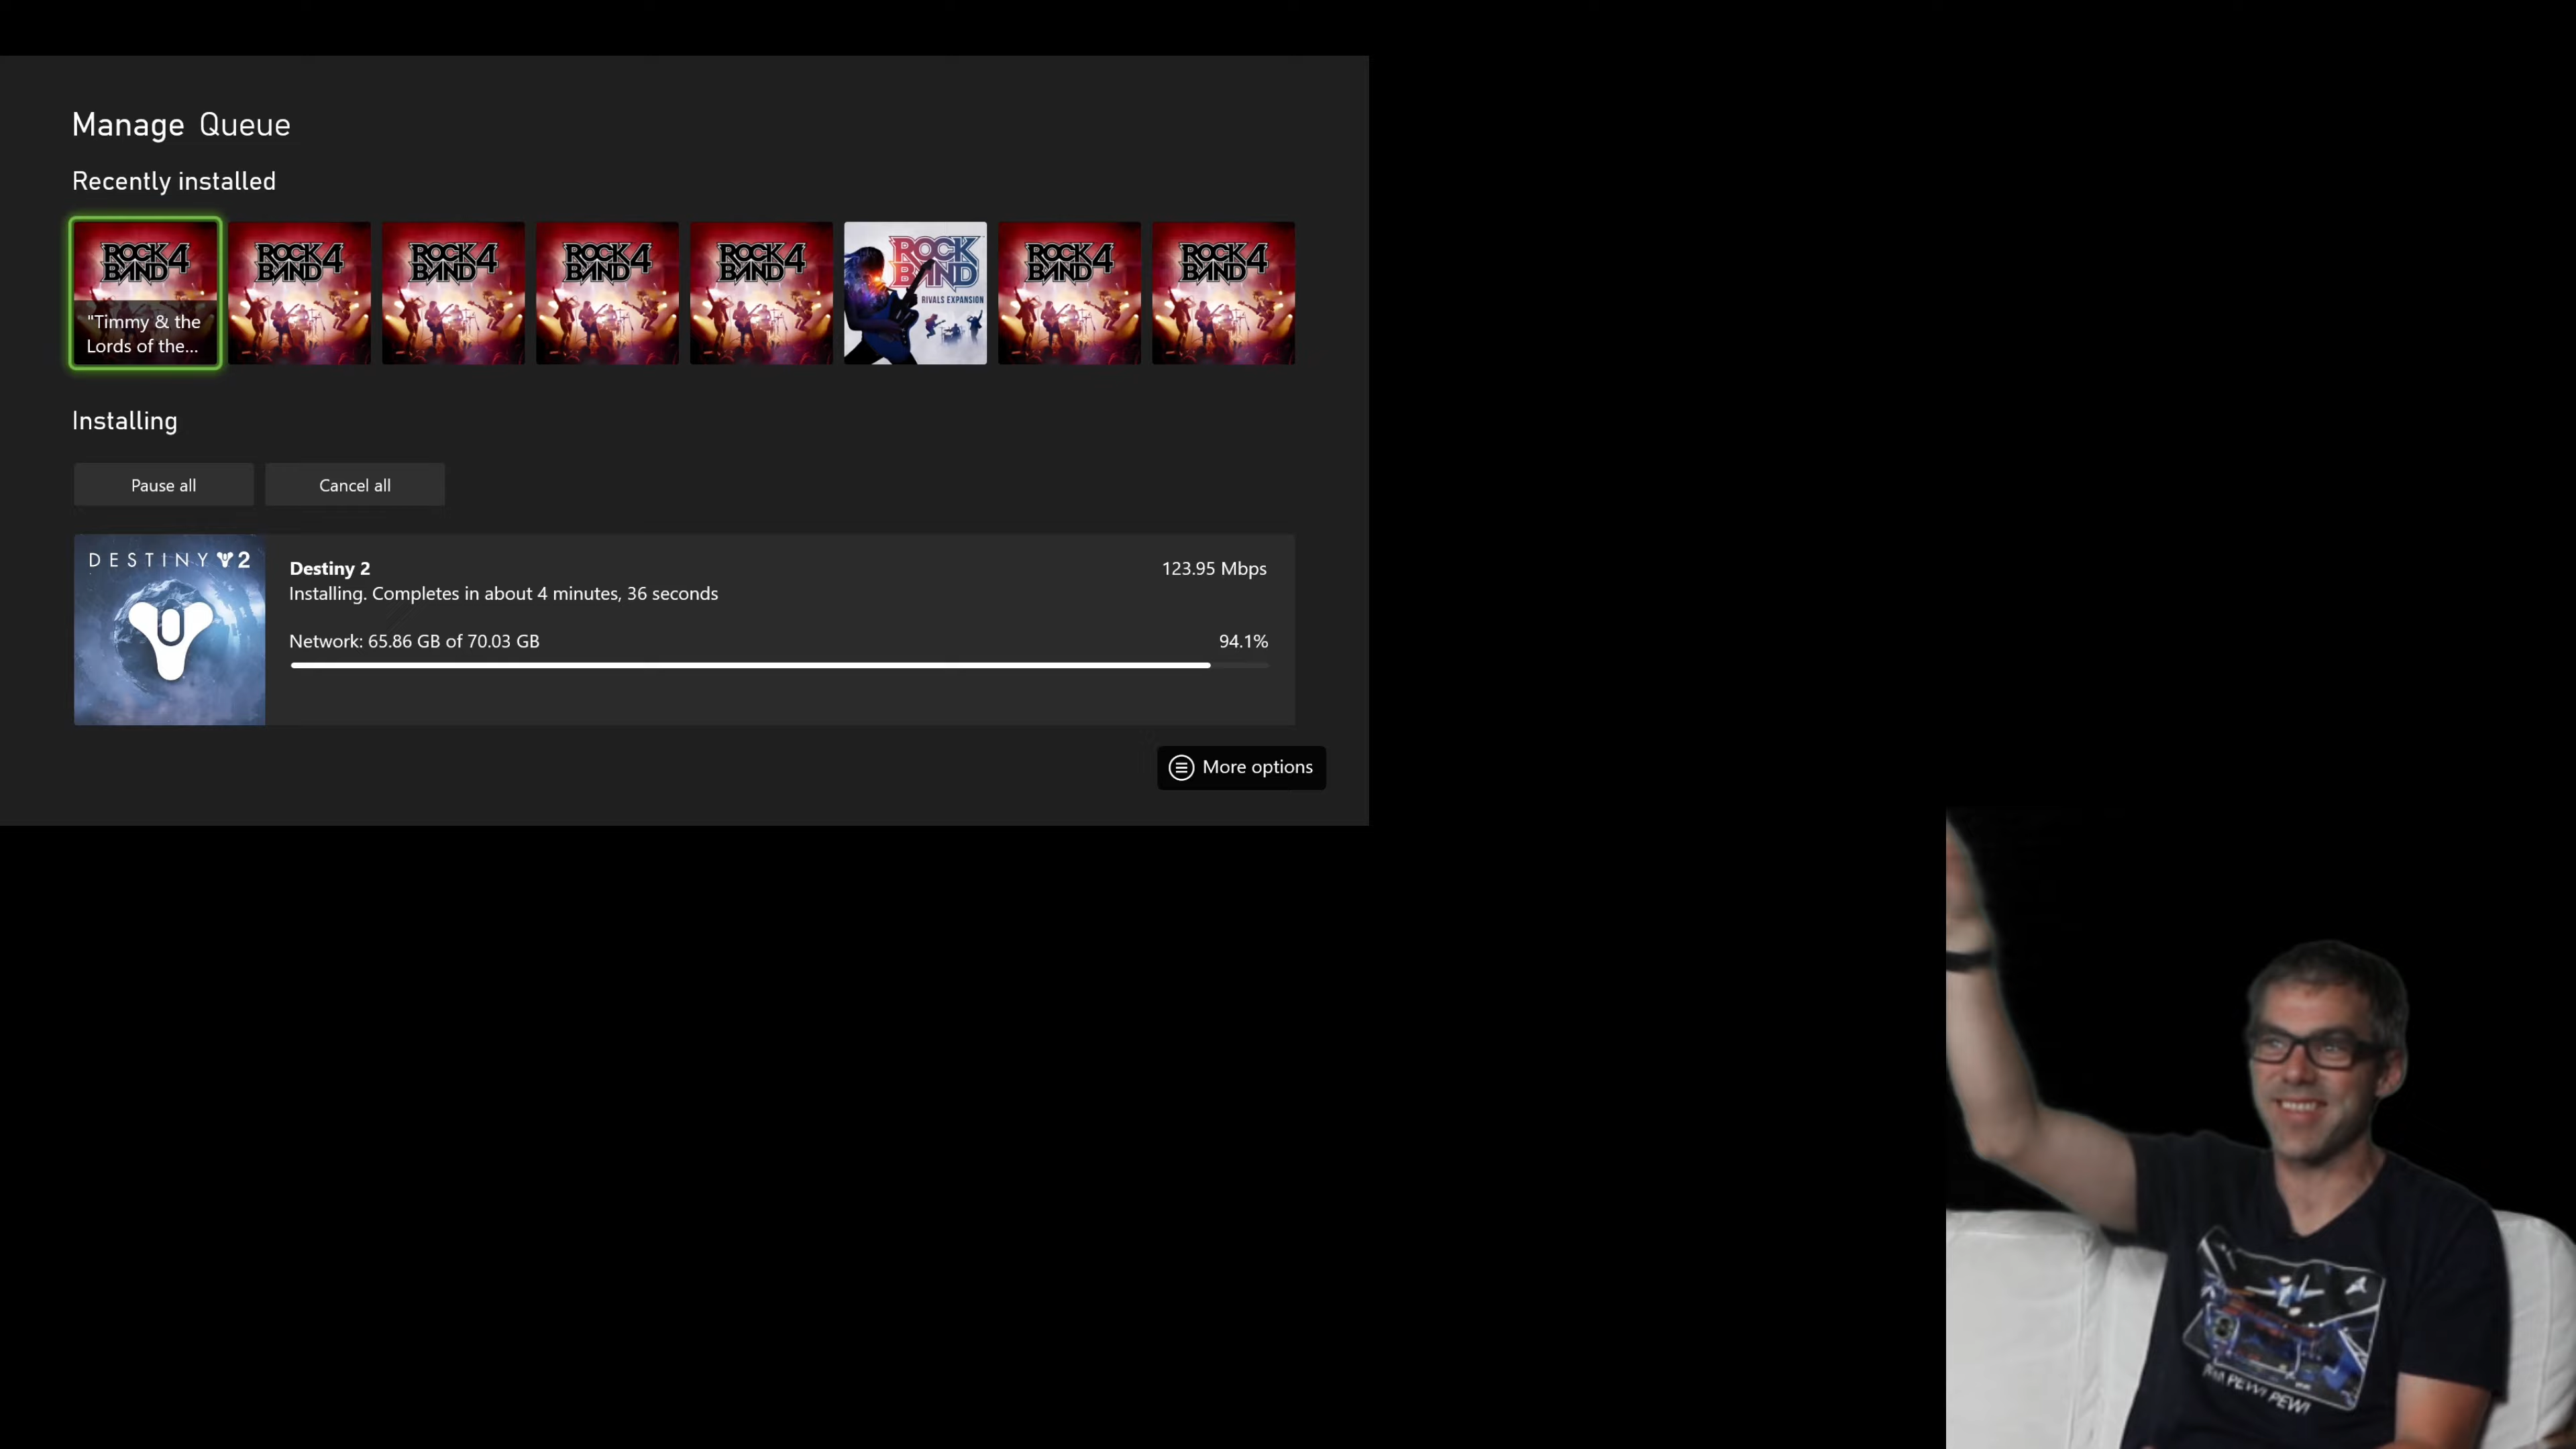 Manage Queue
Recently installed
ROCK BAND 4
"Timmy & the
Lords of the...
ROCK BAND 4
ROCK BAND 4
ROCK BAND 4
ROCK BAND 4
ROCK BAND
RIVALS EXPANSION
ROCK BAND 4
ROCK BAND 4
Installing
Pause all
Cancel all
DESTINY 2
Destiny 2
123.95 Mbps
Installing. Completes in about 4 minutes, 36 seconds
Network: 65.86 GB of 70.03 GB
94.1%
More options
PEW! PEW!